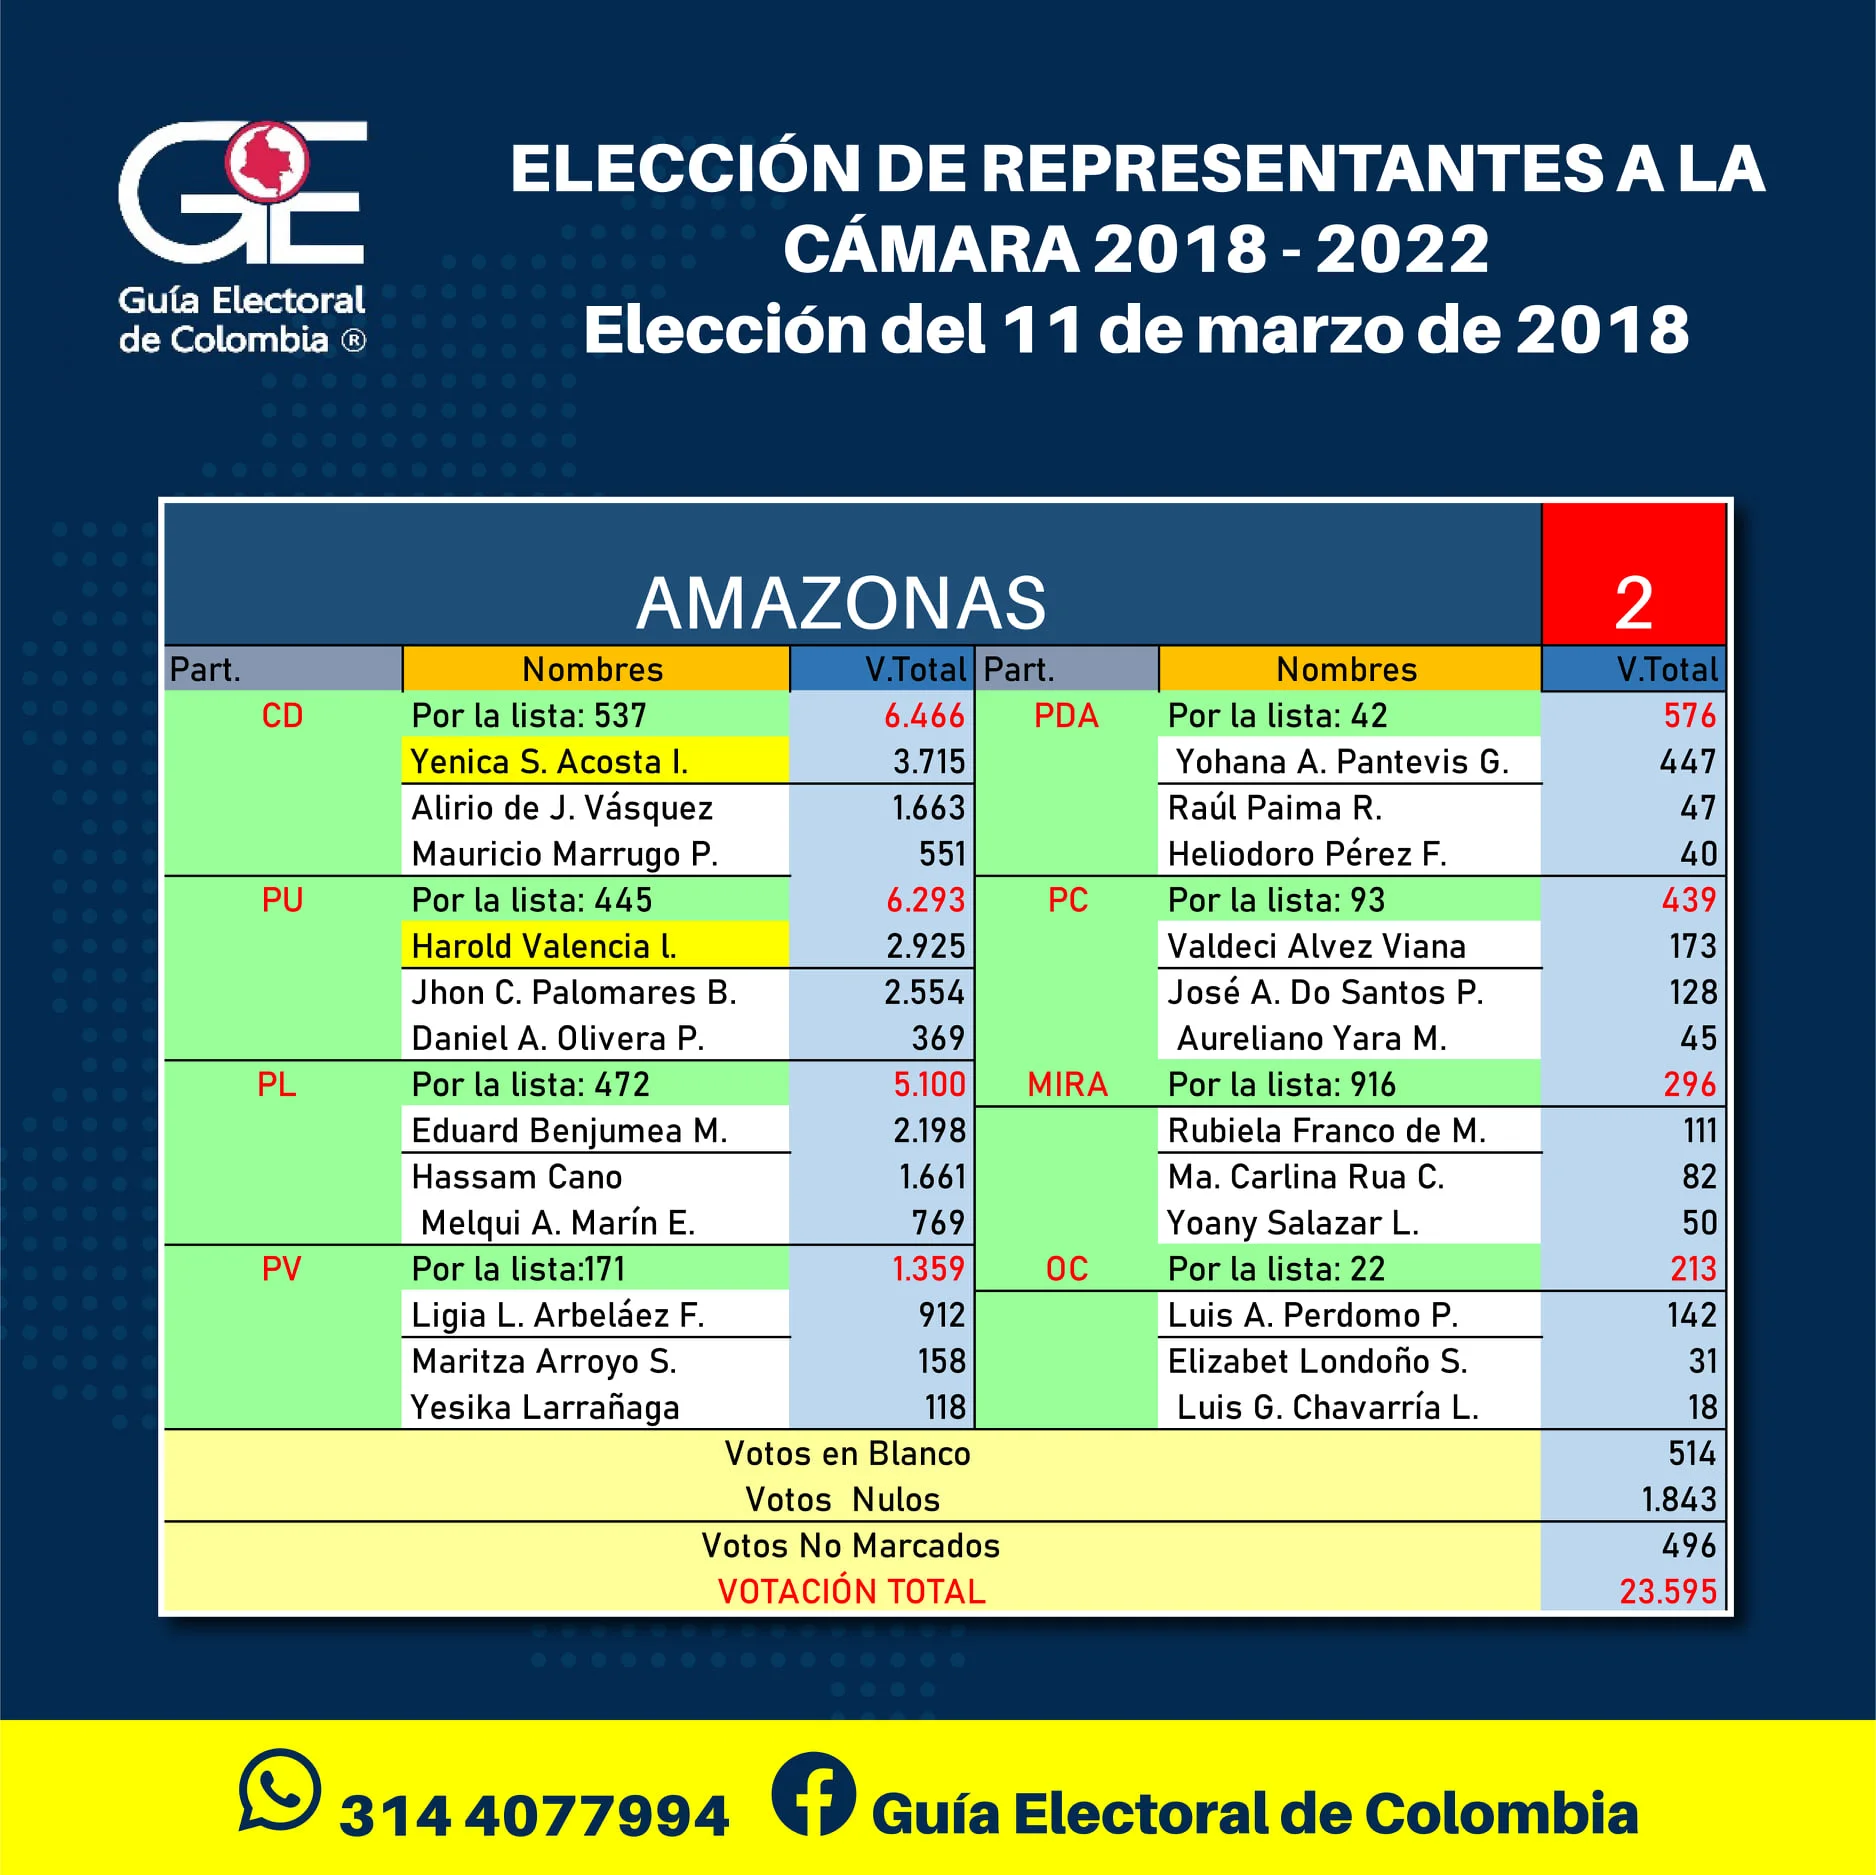 GE
Guía Electoral
de Colombia ®
ELECCIÓN DE REPRESENTANTES A LA
CÁMARA 2018 - 2022
Elección del 11 de marzo de 2018
AMAZONAS 2
Part. Nombres V.Total Part. Nombres V.Total
CD Por la lista: 537 6.466 PDA Por la lista: 42 576
Yenica S. Acosta I. 3.715 Yohana A. Pantevis G. 447
Alirio de J. Vásquez 1.663 Raúl Paima R. 47
Mauricio Marrugo P. 551 Heliodoro Pérez F. 40
PU Por la lista: 445 6.293 PC Por la lista: 93 439
Harold Valencia l. 2.925 Valdeci Alvez Viana 173
Jhon C. Palomares B. 2.554 José A. Do Santos P. 128
Daniel A. Olivera P. 369 Aureliano Yara M. 45
PL Por la lista: 472 5.100 MIRA Por la lista: 916 296
Eduard Benjumea M. 2.198 Rubiela Franco de M. 111
Hassam Cano 1.661 Ma. Carlina Rua C. 82
Melqui A. Marín E. 769 Yoany Salazar L. 50
PV Por la lista:171 1.359 OC Por la lista: 22 213
Ligia L. Arbeláez F. 912 Luis A. Perdomo P. 142
Maritza Arroyo S. 158 Elizabet Londoño S. 31
Yesika Larrañaga 118 Luis G. Chavarría L. 18
Votos en Blanco 514
Votos Nulos 1.843
Votos No Marcados 496
VOTACIÓN TOTAL 23.595
314 4077994 Guía Electoral de Colombia